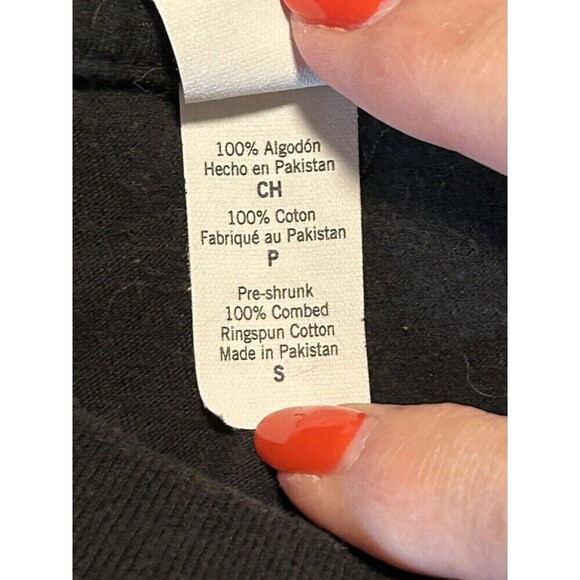 100% Algodón
Hecho en Pakistan
CH
100% Coton
Fabriqué au Pakistan
P
Pre-shrunk
100% Combed
Ringspun Cotton
Made in Pakistan
S